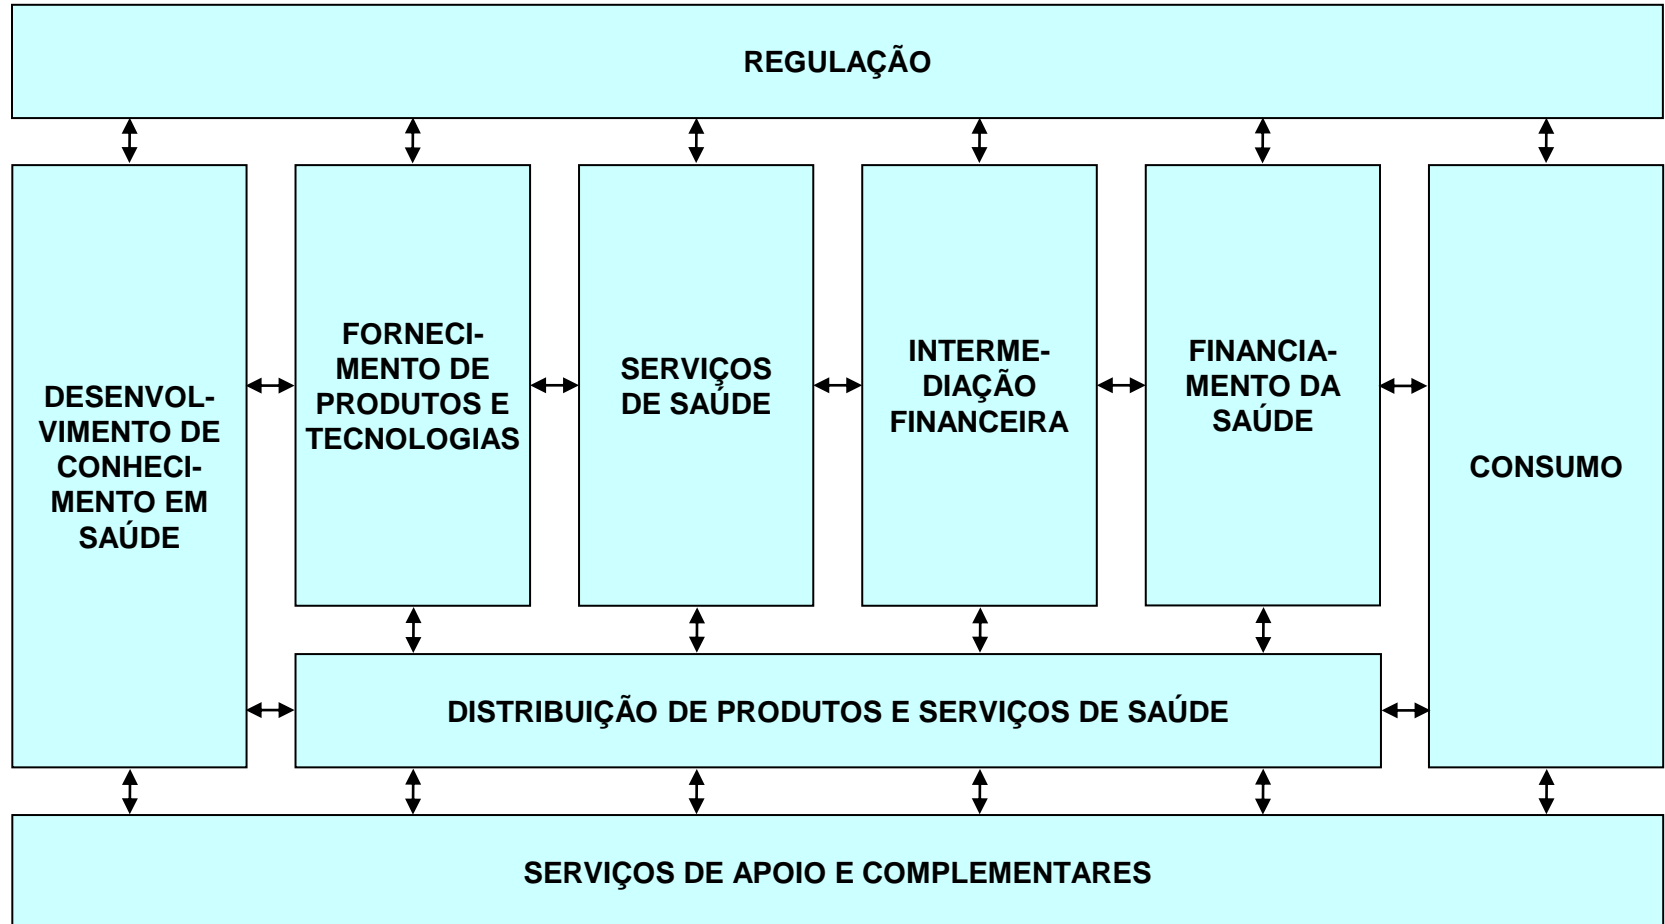 REGULAÇÃO
DESENVOL-
VIMENTO DE
CONHECI-
MENTO EM
SAÚDE
FORNECI-
MENTO DE
PRODUTOS E
TECNOLOGIAS
SERVIÇOS
DE SAÚDE
INTERME-
DIAÇÃO
FINANCEIRA
FINANCIA-
MENTO DA
SAÚDE
CONSUMO
DISTRIBUIÇÃO DE PRODUTOS E SERVIÇOS DE SAÚDE
SERVIÇOS DE APOIO E COMPLEMENTARES